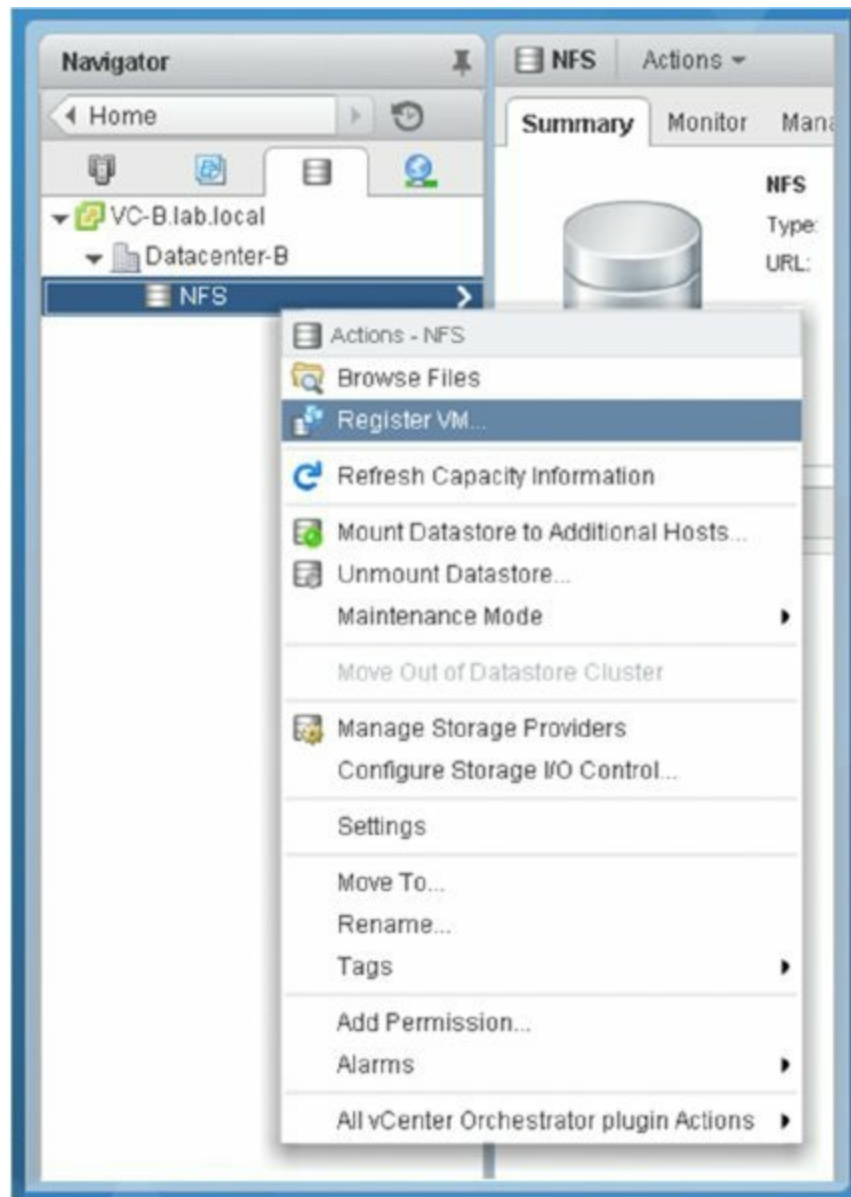 Navigator
NFS Actions
Home
Summary Monitor Mana
NFS
VC-B.lab.local
Type:
Datacenter-B
URL:
NFS
Actions - NFS
Browse Files
Register VM...
Refresh Capacity Information
Mount Datastore to Additional Hosts...
Unmount Datastore...
Maintenance Mode
Move Out of Datastore Cluster
Manage Storage Providers
Configure Storage I/O Control...
Settings
Move To...
Rename...
Tags
Add Permission...
Alarms
All vCenter Orchestrator plugin Actions